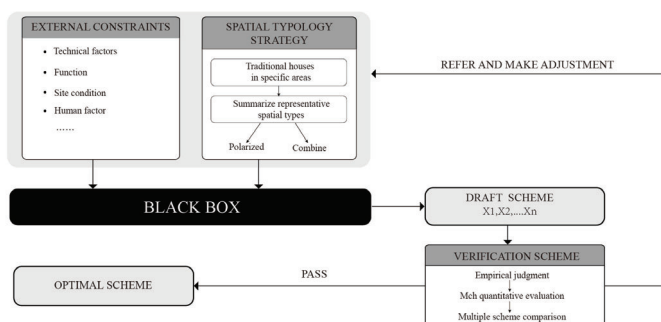 EXTERNAL CONSTRAINTS
• Technical factors
• Function
• Site condition
• Human factor
……
SPATIAL TYPOLOGY
STRATEGY
Traditional houses
in specific areas
Summarize representative
spatial types
Polarized
Combine
REFER AND MAKE ADJUSTMENT
BLACK BOX
DRAFT SCHEME
X1,X2,....Xn
VERIFICATION SCHEME
Empirical judgment
Mch quantitative evaluation
Multiple scheme comparison
PASS
OPTIMAL SCHEME